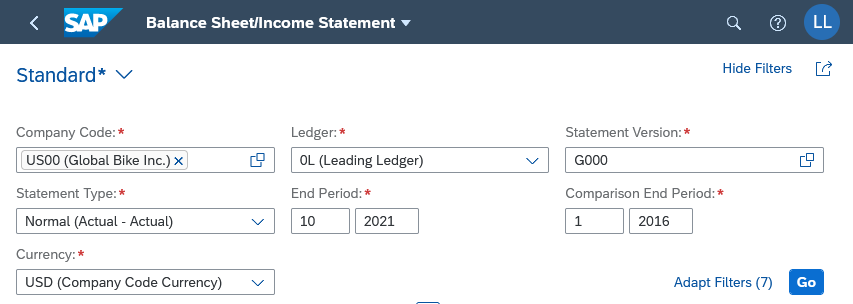 SAP Balance Sheet/Income Statement LL
Standard* Hide Filters
Company Code:* Ledger:* Statement Version:*
US00 (Global Bike Inc.) 0L (Leading Ledger) G000
Statement Type:* End Period:* Comparison End Period:*
Normal (Actual - Actual) 10 2021 1 2016
Currency:*
USD (Company Code Currency) Adapt Filters (7) Go